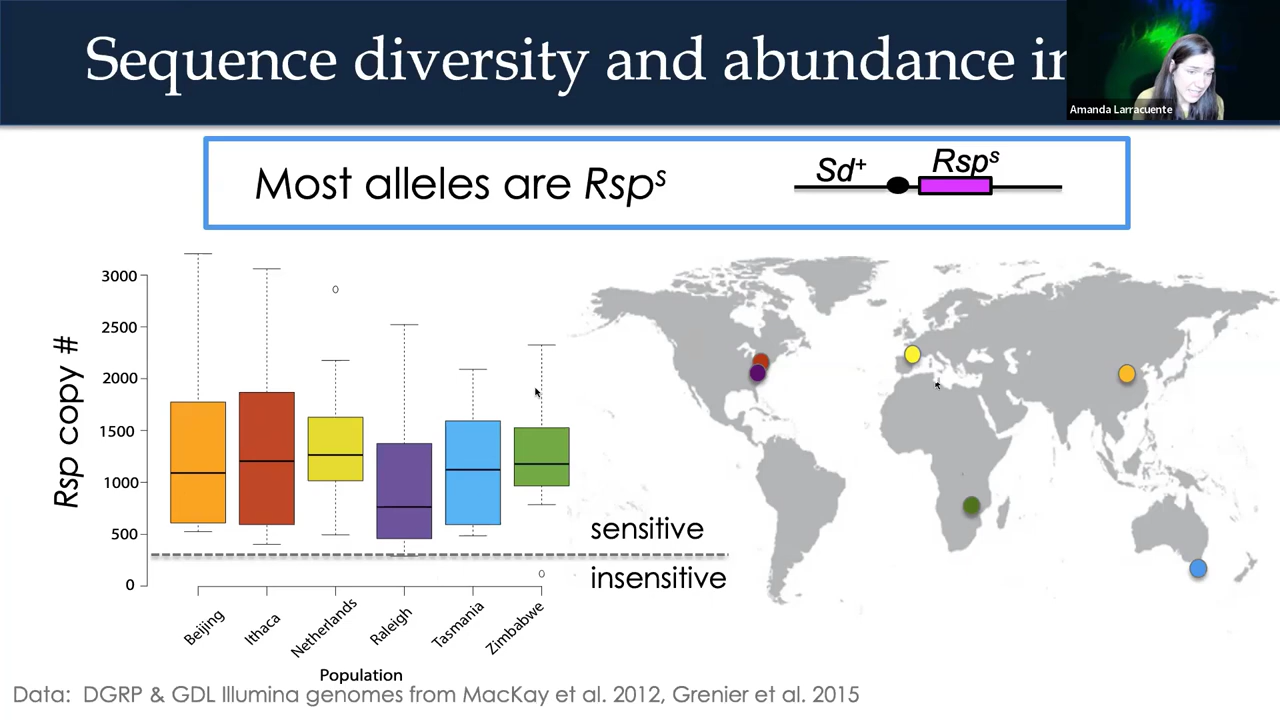 Sequence diversity and abundance in
Amanda Larracuente
Most alleles are Rspˢ
Sd⁺
Rspˢ
Rsp copy #
3000
2500
2000
1500
1000
500
0
sensitive
insensitive
Beijing
Ithaca
Netherlands
Raleigh
Tasmania
Zimbabwe
Population
Data: DGRP & GDL Illumina genomes from MacKay et al. 2012, Grenier et al. 2015